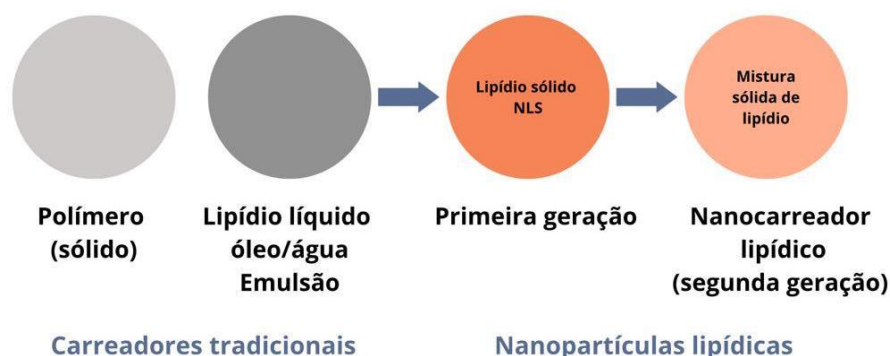 Lipídio sólido
NLS
Mistura
sólida de
lipídio
Polímero
(sólido)
Lipídio líquido
óleo/água
Emulsão
Primeira geração
Nanocarreador
lipídico
(segunda geração)
Carreadores tradicionais
Nanopartículas lipídicas